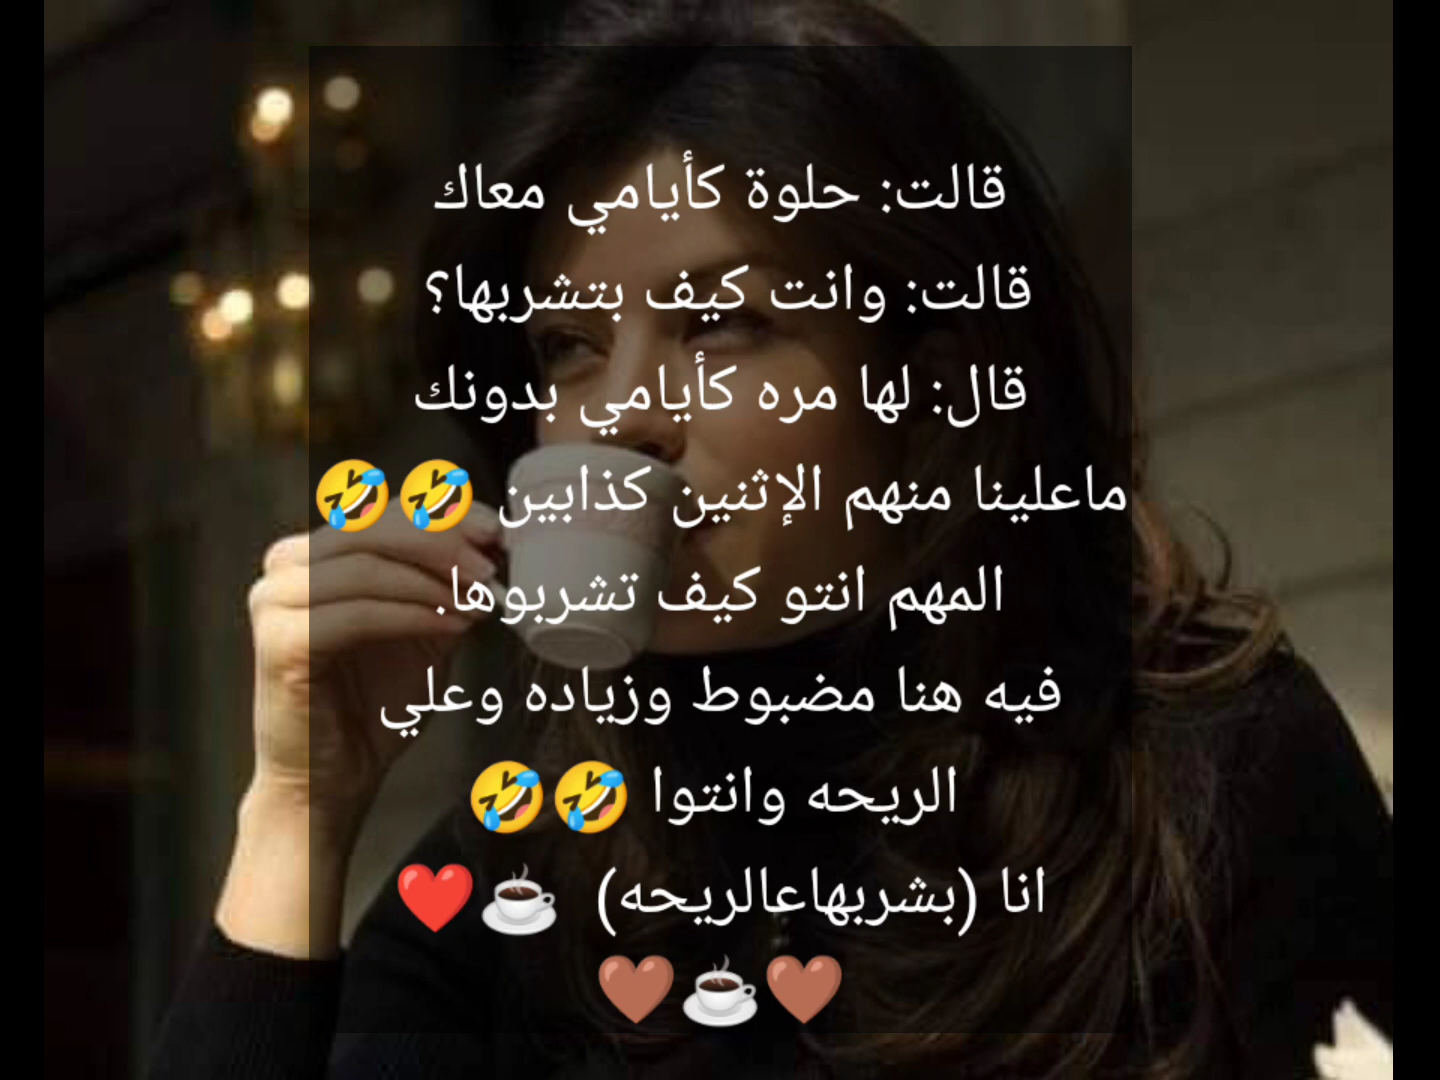 قالت: حلوة كأيامي معاك
قالت: وانت كيف بتشربها؟
قال: لها مره كأيامي بدونك
ماعلينا منهم الإثنين كذابين 🤣🤣
المهم انتو كيف تشربوها.
فيه هنا مضبوط وزياده وعلي
الريحه وانتوا 🤣🤣
انا (بشربهاعالريحه) ☕❤️
🤎☕🤎